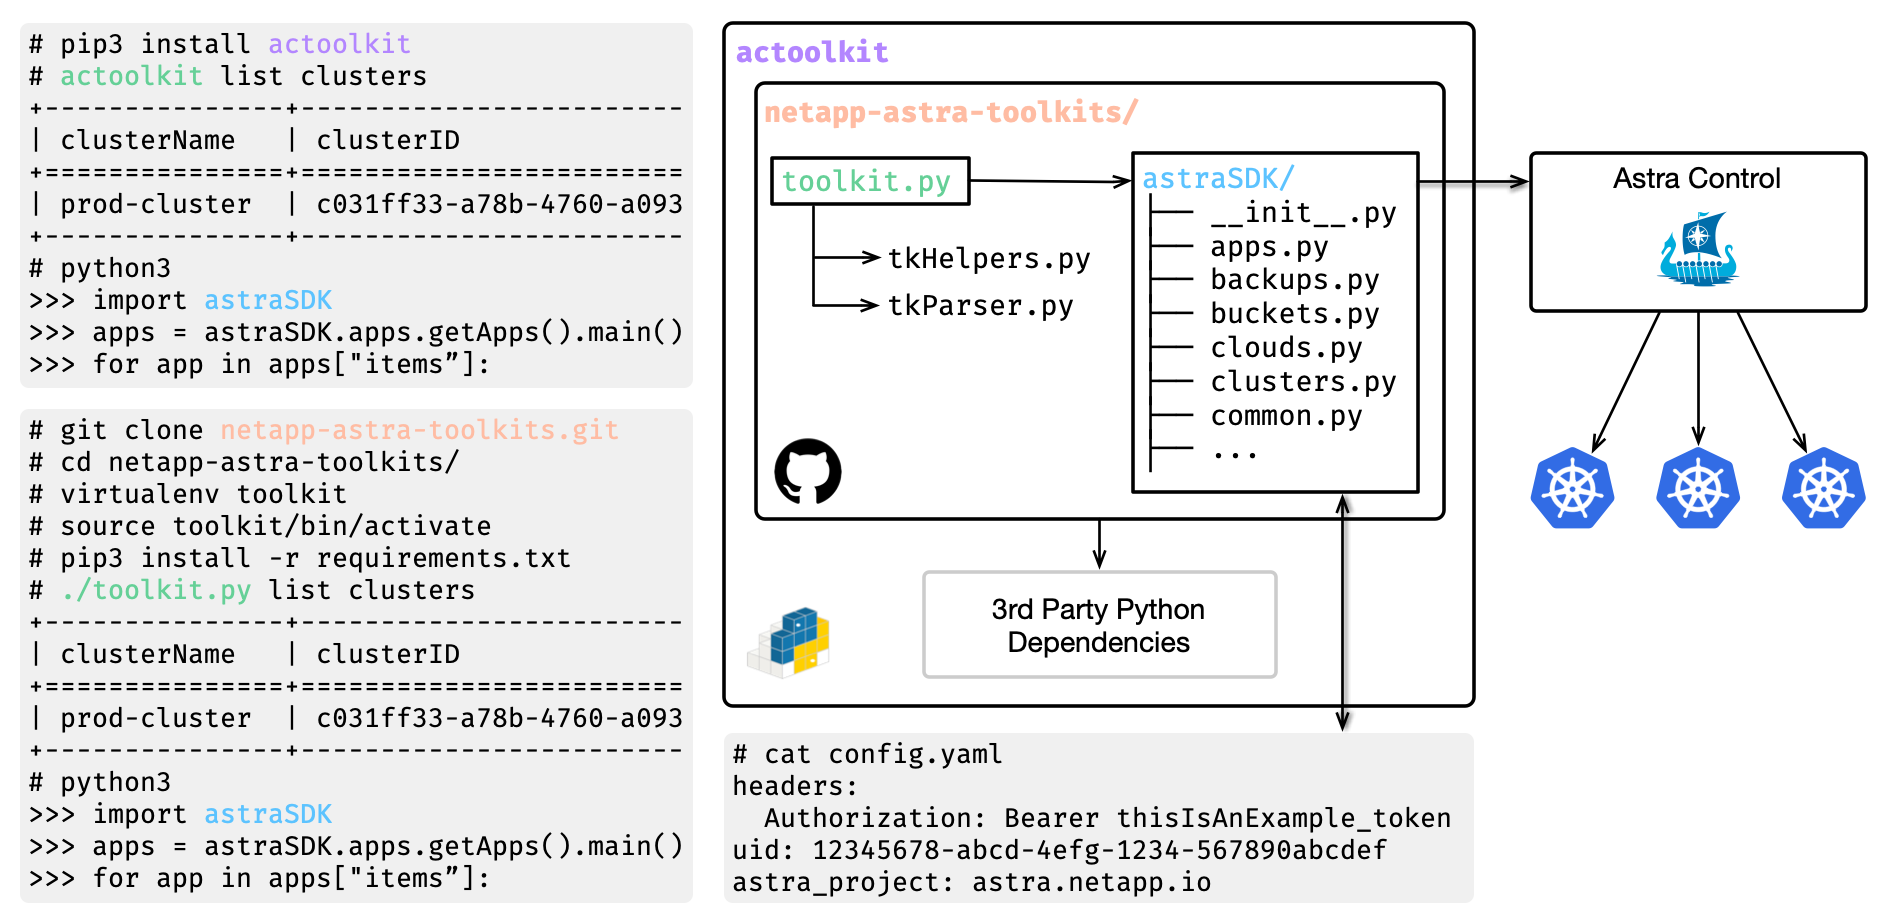 # pip3 install actoolkit
# actoolkit list clusters
+---------------+------------------------
| clusterName   | clusterID
+===============+========================
| prod-cluster  | c031ff33-a78b-4760-a093
+---------------+------------------------
# python3
>>> import astraSDK
>>> apps = astraSDK.apps.getApps().main()
>>> for app in apps["items”]:
# git clone netapp-astra-toolkits.git
# cd netapp-astra-toolkits/
# virtualenv toolkit
# source toolkit/bin/activate
# pip3 install -r requirements.txt
# ./toolkit.py list clusters
+---------------+------------------------
| clusterName   | clusterID
+===============+========================
| prod-cluster  | c031ff33-a78b-4760-a093
+---------------+------------------------
# python3
>>> import astraSDK
>>> apps = astraSDK.apps.getApps().main()
>>> for app in apps["items”]:
actoolkit
netapp-astra-toolkits/
toolkit.py
tkHelpers.py
tkParser.py
astraSDK/
__init__.py
apps.py
backups.py
buckets.py
clouds.py
clusters.py
common.py
...
3rd Party Python
Dependencies
Astra Control
# cat config.yaml
headers:
  Authorization: Bearer thisIsAnExample_token
uid: 12345678-abcd-4efg-1234-567890abcdef
astra_project: astra.netapp.io